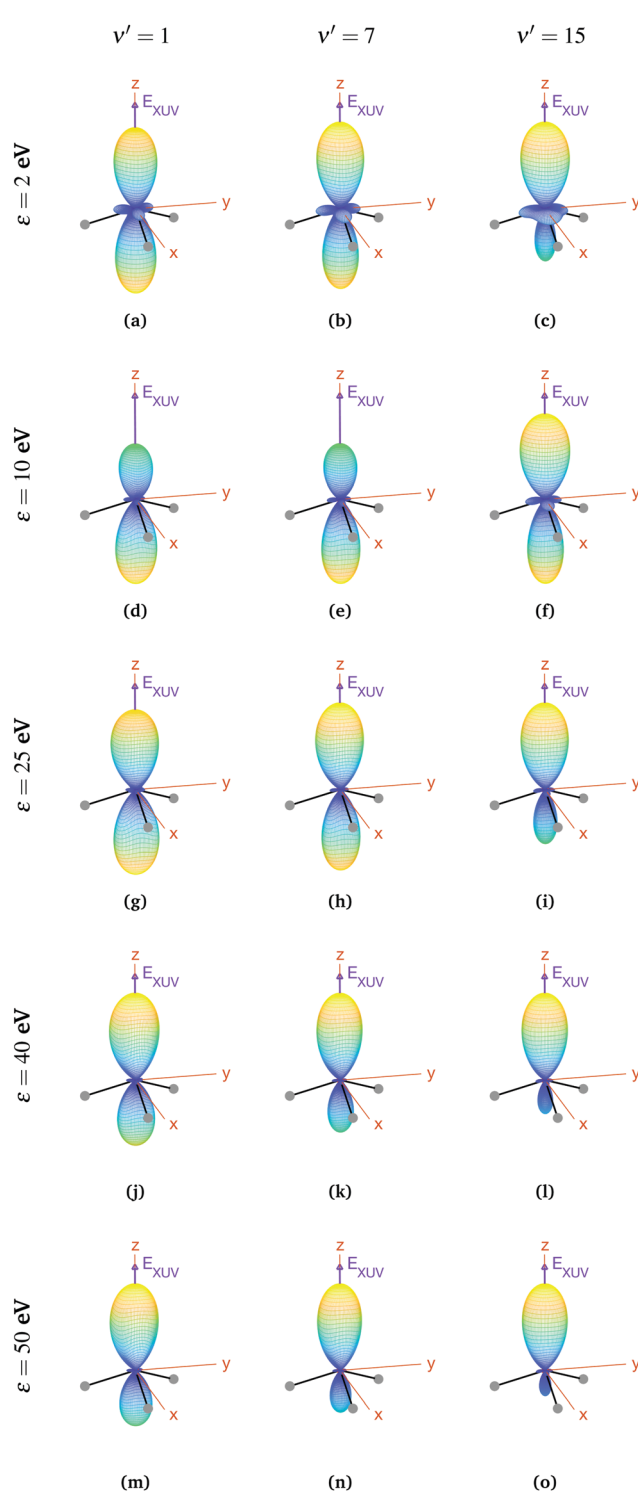 ν′ = 1 ν′ = 7 ν′ = 15
ε = 2 eV
z z z
E_XUV E_XUV E_XUV
y y y
x x x
(a) (b) (c)
ε = 10 eV
z z z
E_XUV E_XUV E_XUV
y y y
x x x
(d) (e) (f)
ε = 25 eV
z z z
E_XUV E_XUV E_XUV
y y y
x x x
(g) (h) (i)
ε = 40 eV
z z z
E_XUV E_XUV E_XUV
y y y
x x x
(j) (k) (l)
ε = 50 eV
z z z
E_XUV E_XUV E_XUV
y y y
x x x
(m) (n) (o)